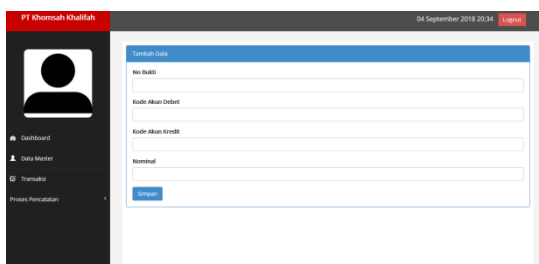 PT Khomsah Khalifah
04 September 2018 20:34 Logout
Tambah Data
No Bukti
Kode Akun Debet
Kode Akun Kredit
Nominal
Simpan
Dashboard
Data Master
Transaksi
Proses Pencatatan